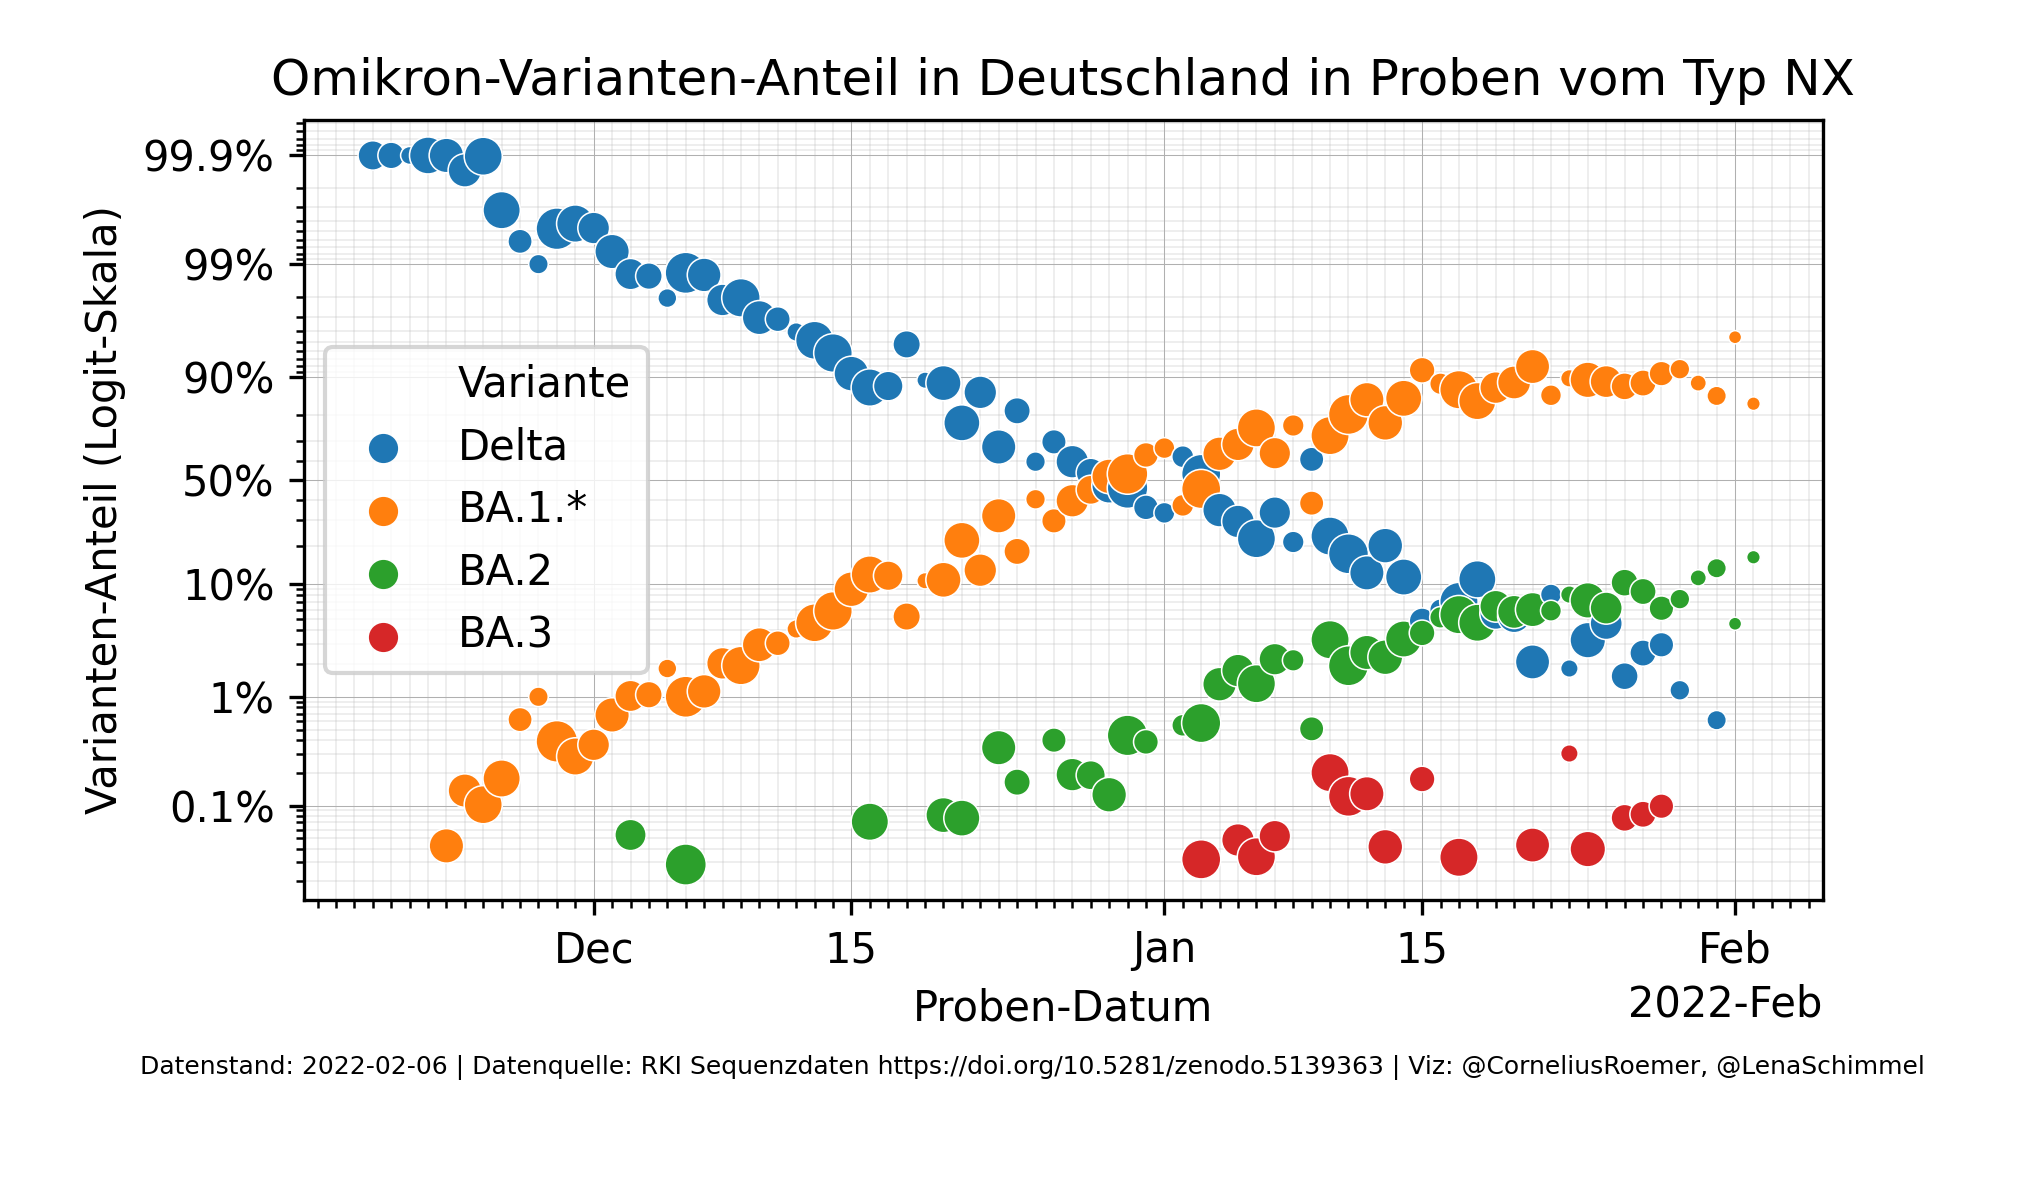 Omikron-Varianten-Anteil in Deutschland in Proben vom Typ NX
Varianten-Anteil (Logit-Skala)
99.9%
99%
90%
50%
10%
1%
0.1%
Variante
Delta
BA.1.*
BA.2
BA.3
Dec 15 Jan 15 Feb
Proben-Datum
2022-Feb
Datenstand: 2022-02-06 | Datenquelle: RKI Sequenzdaten https://doi.org/10.5281/zenodo.5139363 | Viz: @CorneliusRoemer, @LenaSchimmel